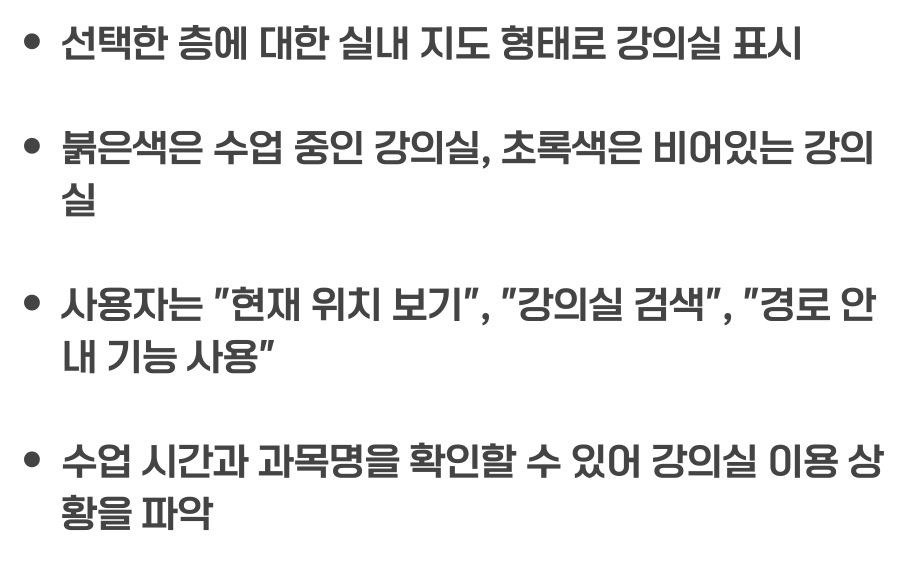 • 선택한 층에 대한 실내 지도 형태로 강의실 표시
• 붉은색은 수업 중인 강의실, 초록색은 비어있는 강의
실
• 사용자는 "현재 위치 보기", "강의실 검색", "경로 안
내 기능 사용"
• 수업 시간과 과목명을 확인할 수 있어 강의실 이용 상
황을 파악